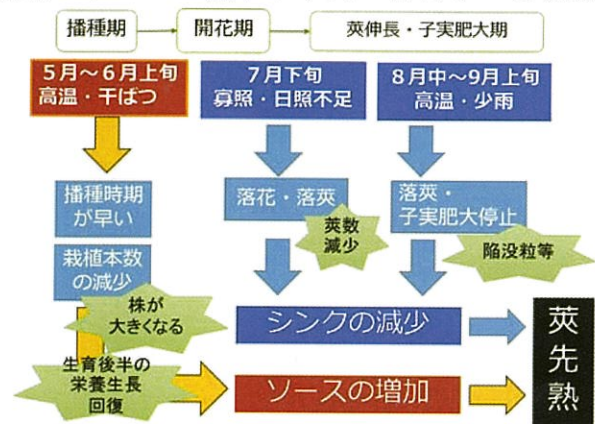 播種期
開花期
莢伸長・子実肥大期
5月～6月上旬
高温・干ばつ
7月下旬
寡照・日照不足
8月中～9月上旬
高温・少雨
播種時期
が早い
栽植本数
の減少
株が
大きくなる
生育後半の
栄養生長
回復
落花・落莢
莢数
減少
落莢・
子実肥大停止
陥没粒等
シンクの減少
ソースの増加
莢先熟